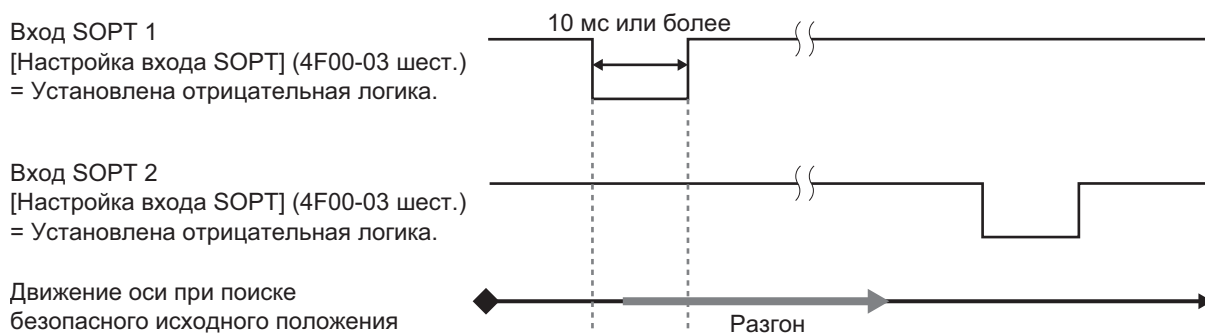 10 мс или более
Вход SOPT 1
[Настройка входа SOPT] (4F00-03 шест.)
= Установлена отрицательная логика.
Вход SOPT 2
[Настройка входа SOPT] (4F00-03 шест.)
= Установлена отрицательная логика.
Движение оси при поиске
безопасного исходного положения
Разгон